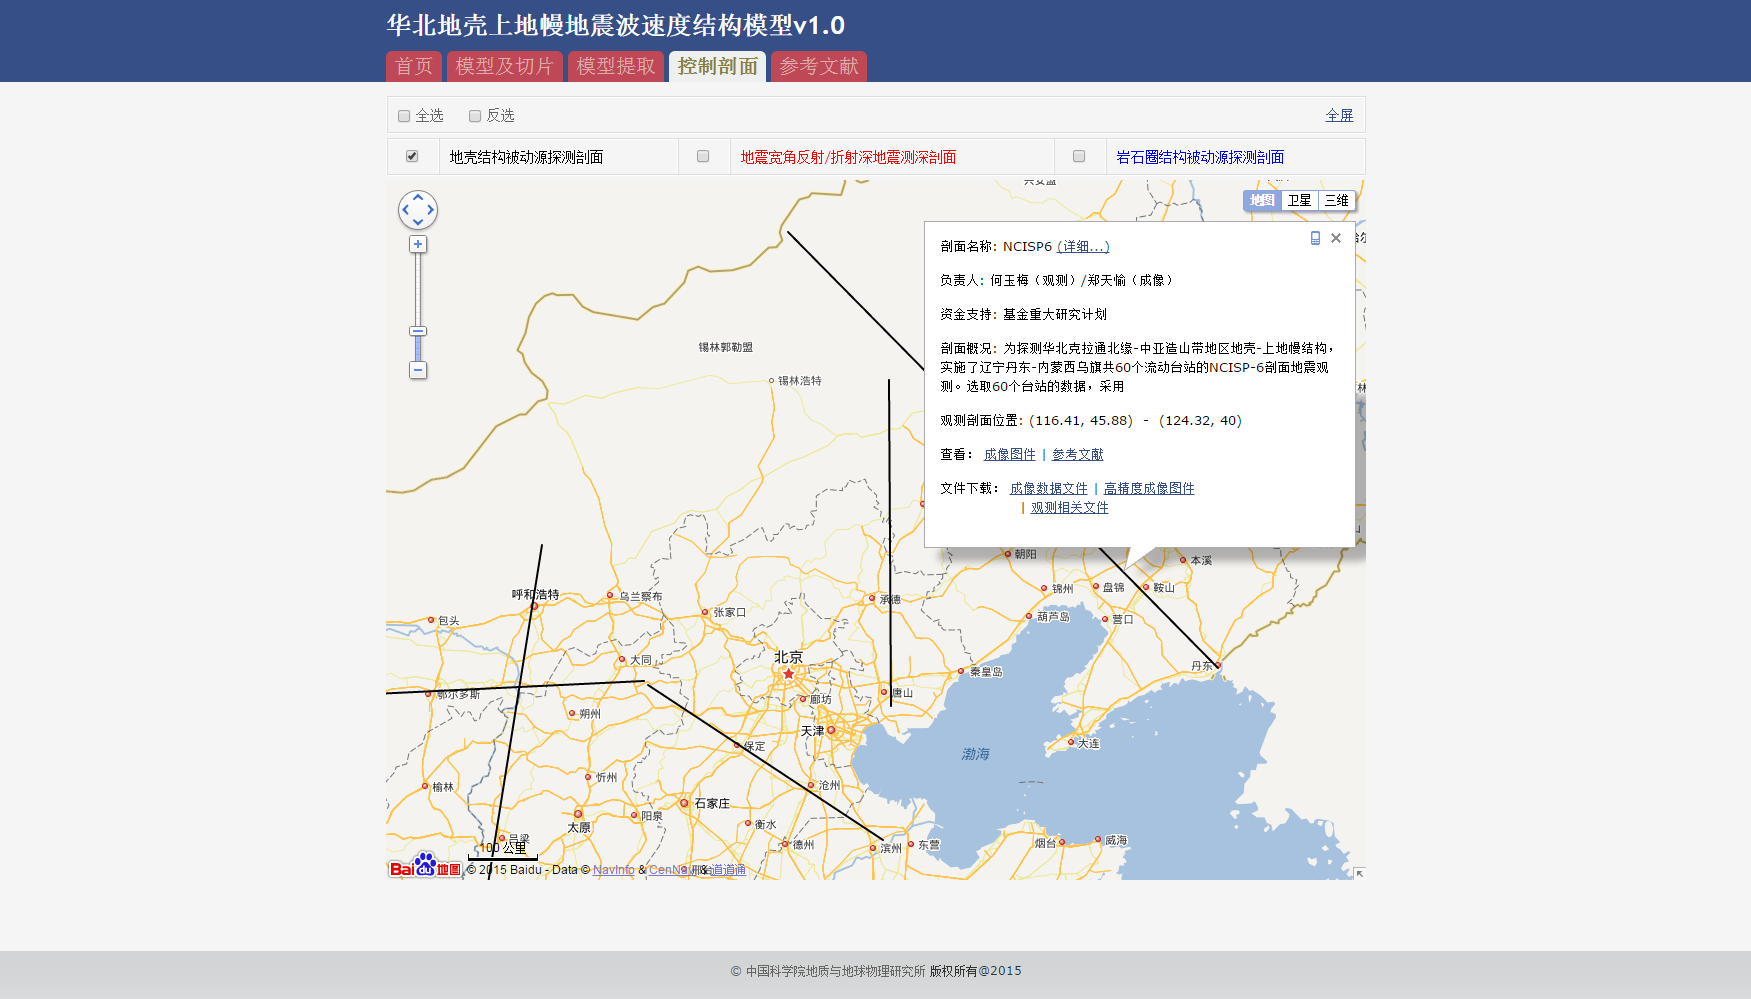 华北地壳上地幔地震波速度结构模型v1.0
首页 模型及切片 模型提取 控制剖面 参考文献
全选 反选 全屏
地壳结构被动源探测剖面 地震宽角反射/折射深地震测深剖面 岩石圈结构被动源探测剖面
兴安盟
地图 卫星 三维
剖面名称: NCISP6 (详细...)
负责人: 何玉梅（观测）/郑天愉（成像）
资金支持: 基金重大研究计划
剖面概况: 为探测华北克拉通北缘-中亚造山带地区地壳-上地幔结构，
实施了辽宁丹东-内蒙西乌旗共60个流动台站的NCISP-6剖面地震观
测。选取60个台站的数据，采用
观测剖面位置: (116.41, 45.88) - (124.32, 40)
查看： 成像图件 | 参考文献
文件下载： 成像数据文件 | 高精度成像图件
| 观测相关文件
锡林郭勒盟
锡林浩特
朝阳
本溪
呼和浩特
乌兰察布
承德
锦州
盘锦
鞍山
包头
张家口
葫芦岛
营口
北京
大同
丹东
秦皇岛
鄂尔多斯
唐山
廊坊
朔州
天津
保定
大连
渤海
忻州
沧州
榆林
石家庄
太原
阳泉
衡水
吕梁
德州
滨州
东营
烟台
威海
100 公里
Bai du 地图
© 2015 Baidu - Data © NavInfo & CenNavi & 道道通
邢台
© 中国科学院地质与地球物理研究所 版权所有@2015